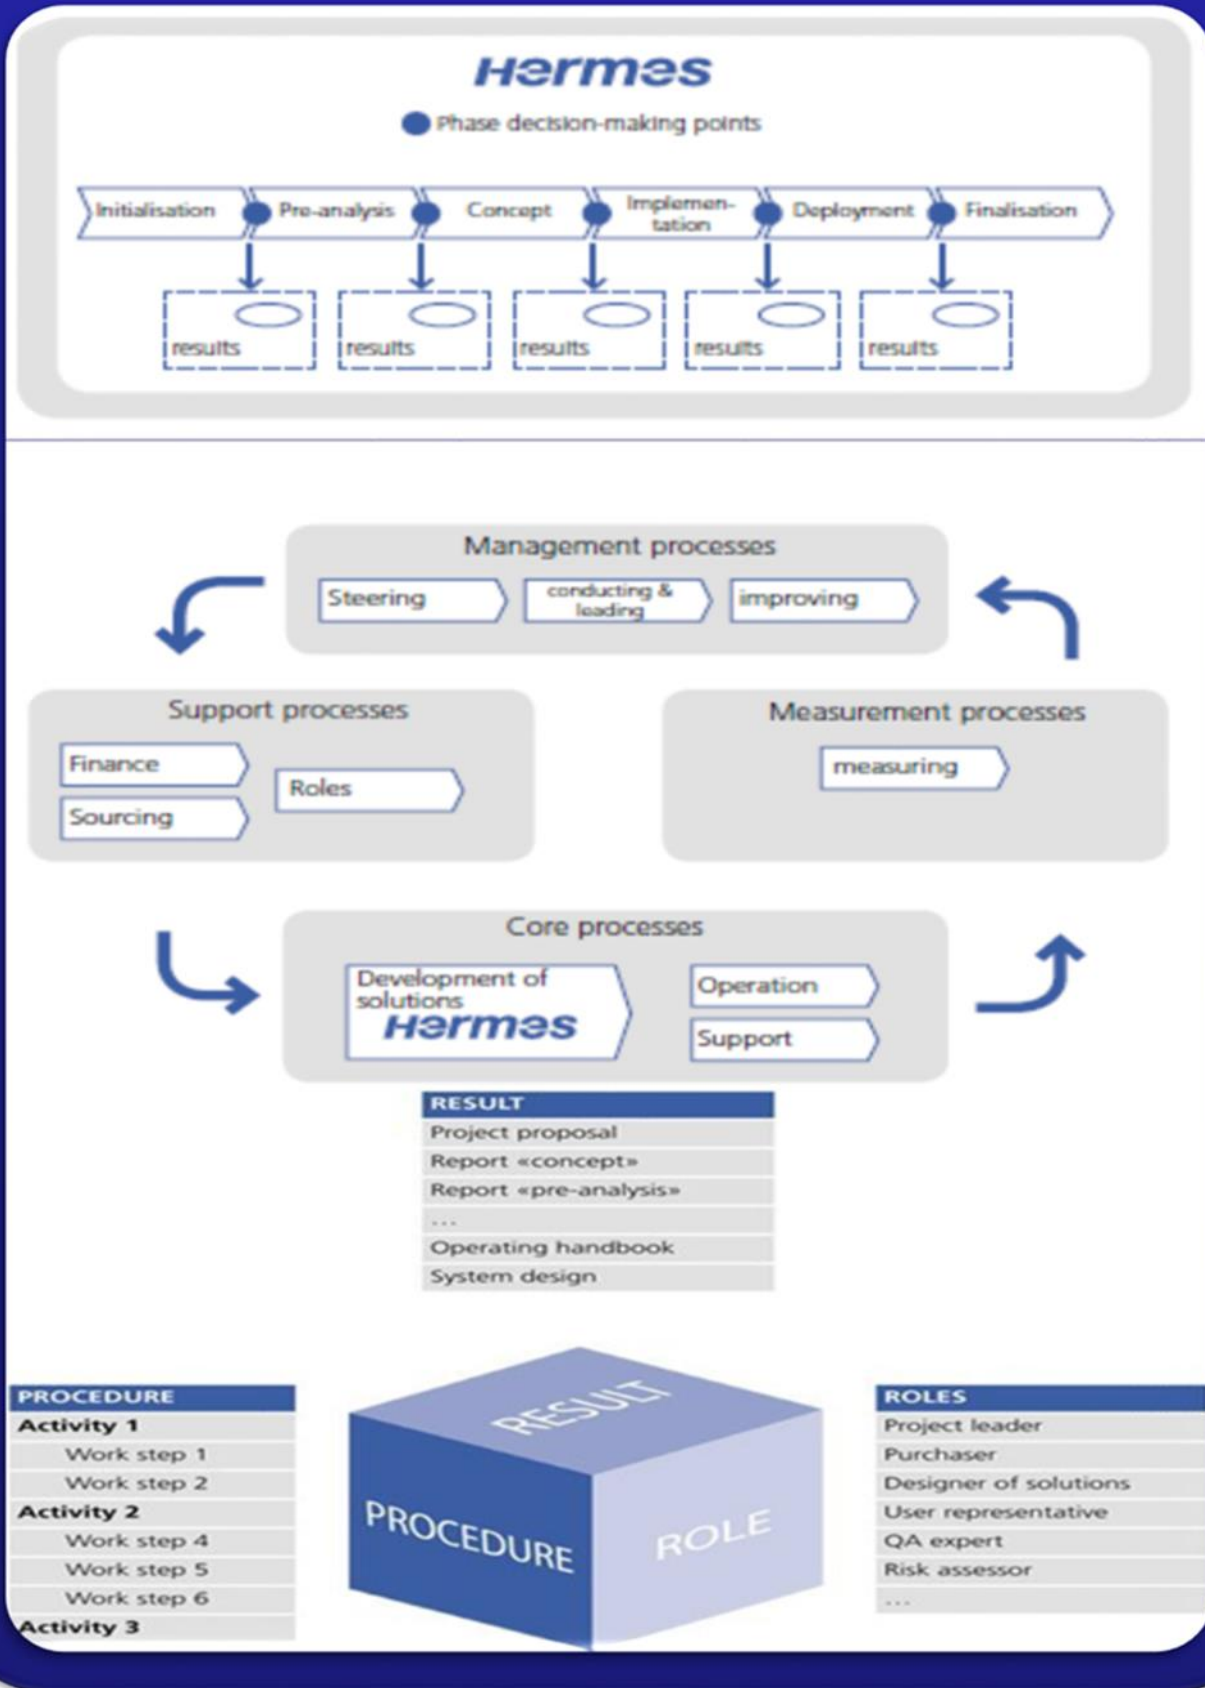 Hermes
Phase decision-making points
Initialisation
Pre-analysis
Concept
Implemen-
tation
Deployment
Finalisation
results
results
results
results
results
Management processes
Steering
conducting &
leading
improving
Support processes
Finance
Sourcing
Roles
Measurement processes
measuring
Core processes
Development of
solutions
Hermes
Operation
Support
RESULT
Project proposal
Report «concept»
Report «pre-analysis»
...
Operating handbook
System design
PROCEDURE
Activity 1
Work step 1
Work step 2
Activity 2
Work step 4
Work step 5
Work step 6
Activity 3
RESULT
PROCEDURE
ROLE
ROLES
Project leader
Purchaser
Designer of solutions
User representative
QA expert
Risk assessor
...